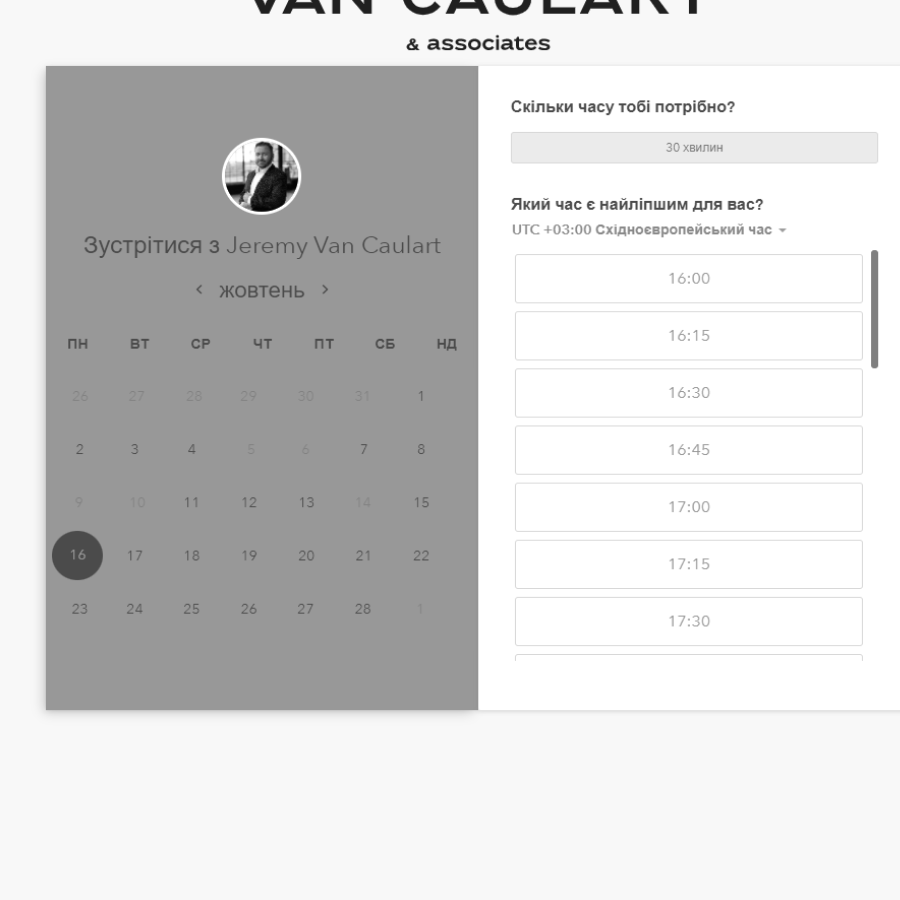 VAN CAULART
& associates
Зустрітися з Jeremy Van Caulart
жовтень
ПН ВТ СР ЧТ ПТ СБ НД
26 27 28 29 30 31 1
2 3 4 5 6 7 8
9 10 11 12 13 14 15
16 17 18 19 20 21 22
23 24 25 26 27 28 1
Скільки часу тобі потрібно?
30 хвилин
Який час є найліпшим для вас?
UTC +03:00 Східноєвропейський час
16:00
16:15
16:30
16:45
17:00
17:15
17:30